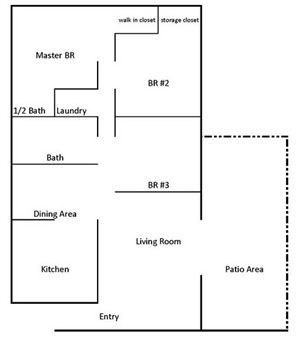 walk in closet
storage closet
Master BR
BR #2
1/2 Bath
Laundry
Bath
BR #3
Dining Area
Living Room
Kitchen
Patio Area
Entry